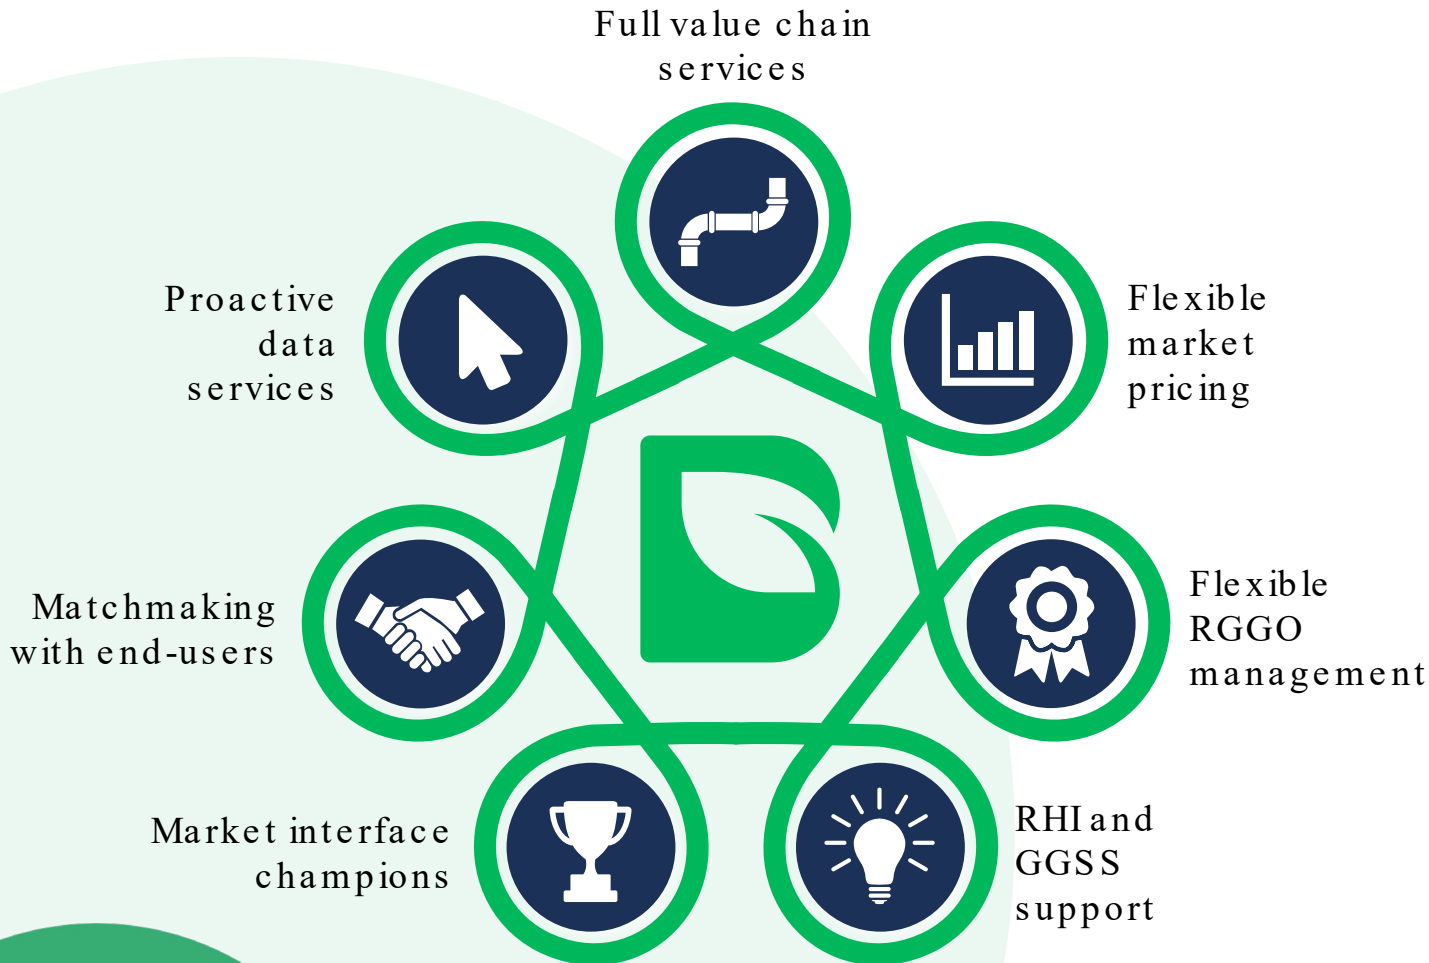 Full value chain
services
Proactive
data
services
Flexible
market
pricing
Matchmaking
with end-users
Flexible
RGGO
management
Market interface
champions
RHI and
GGSS
support